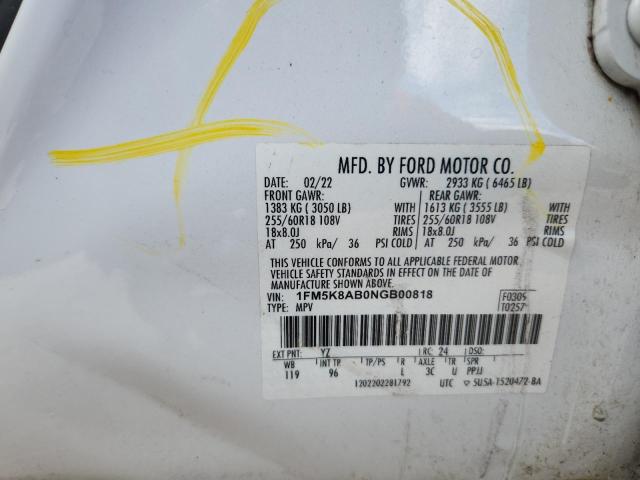 MFD. BY FORD MOTOR CO.
DATE: 02/22 GVWR: 2933 KG ( 6465 LB)
FRONT GAWR: REAR GAWR:
1383 KG ( 3050 LB) WITH 1613 KG ( 3555 LB) WITH
255/60R18 108V TIRES 255/60R18 108V TIRES
18x8.0J RIMS 18x8.0J RIMS
AT 250 kPa/ 36 PSI COLD AT 250 kPa/ 36 PSI COLD
THIS VEHICLE CONFORMS TO ALL APPLICABLE FEDERAL MOTOR
VEHICLE SAFETY STANDARDS IN EFFECT ON THE DATE OF
MANUFACTURE SHOWN ABOVE.
VIN: 1FM5K8AB0NGB00818 F0305
TYPE: MPV T0257
EXT PNT: YZ RC: 24 DSO:
WB INT TP TP/PS R AXLE TR SPR
119 96 L 3C U PPJJ
1202202281792 UTC SU5A-1520472-BA